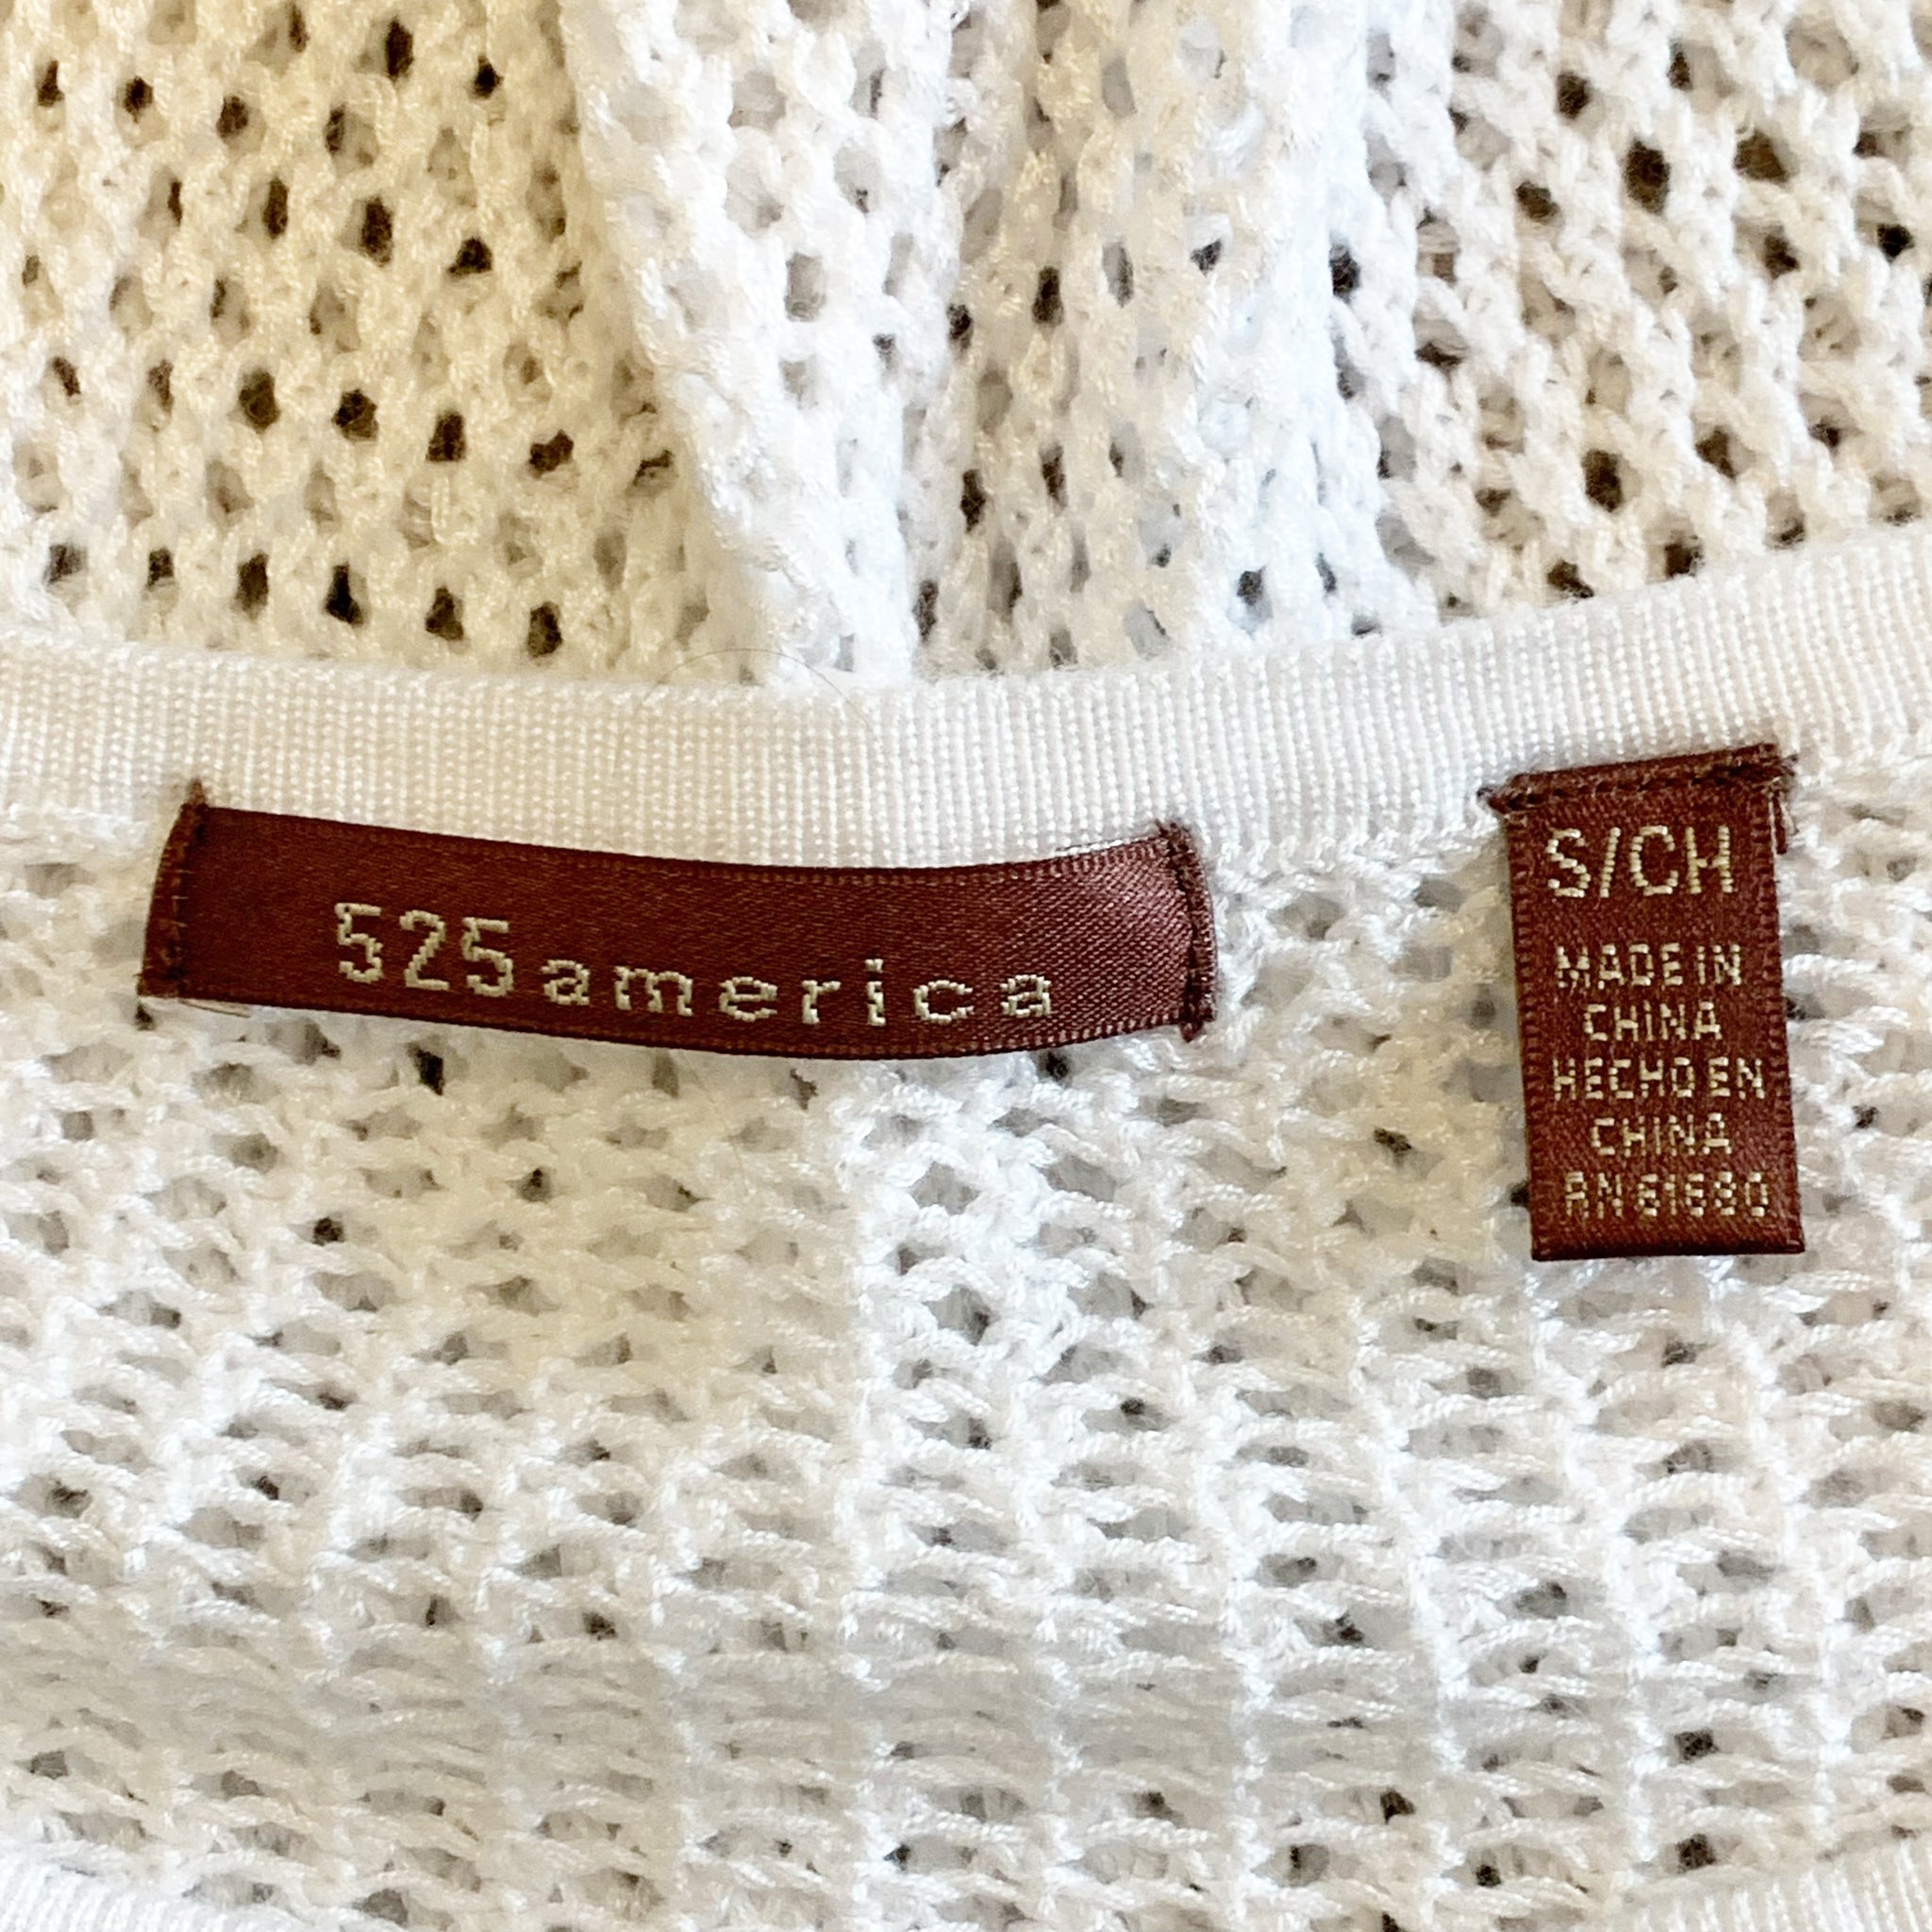 525america
S/CH
MADE IN
CHINA
HECHO EN
CHINA
RN 61680